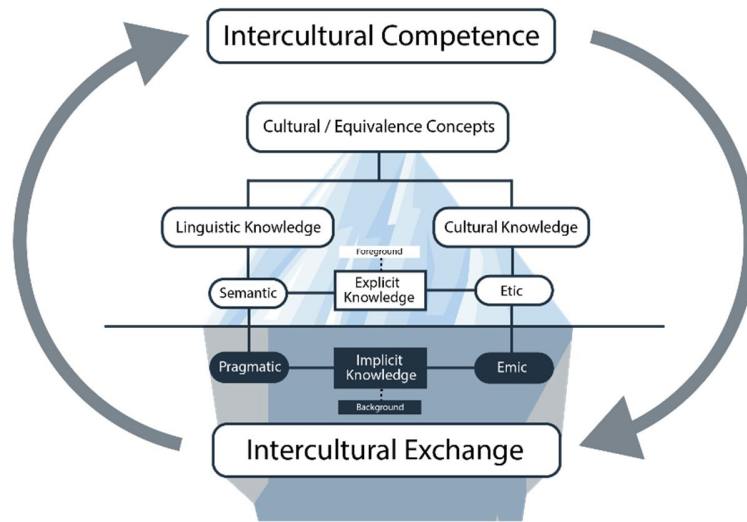 Intercultural Competence
Cultural / Equivalence Concepts
Linguistic Knowledge
Cultural Knowledge
Foreground
Semantic
Explicit
Knowledge
Etic
Pragmatic
Implicit
Knowledge
Emic
Background
Intercultural Exchange